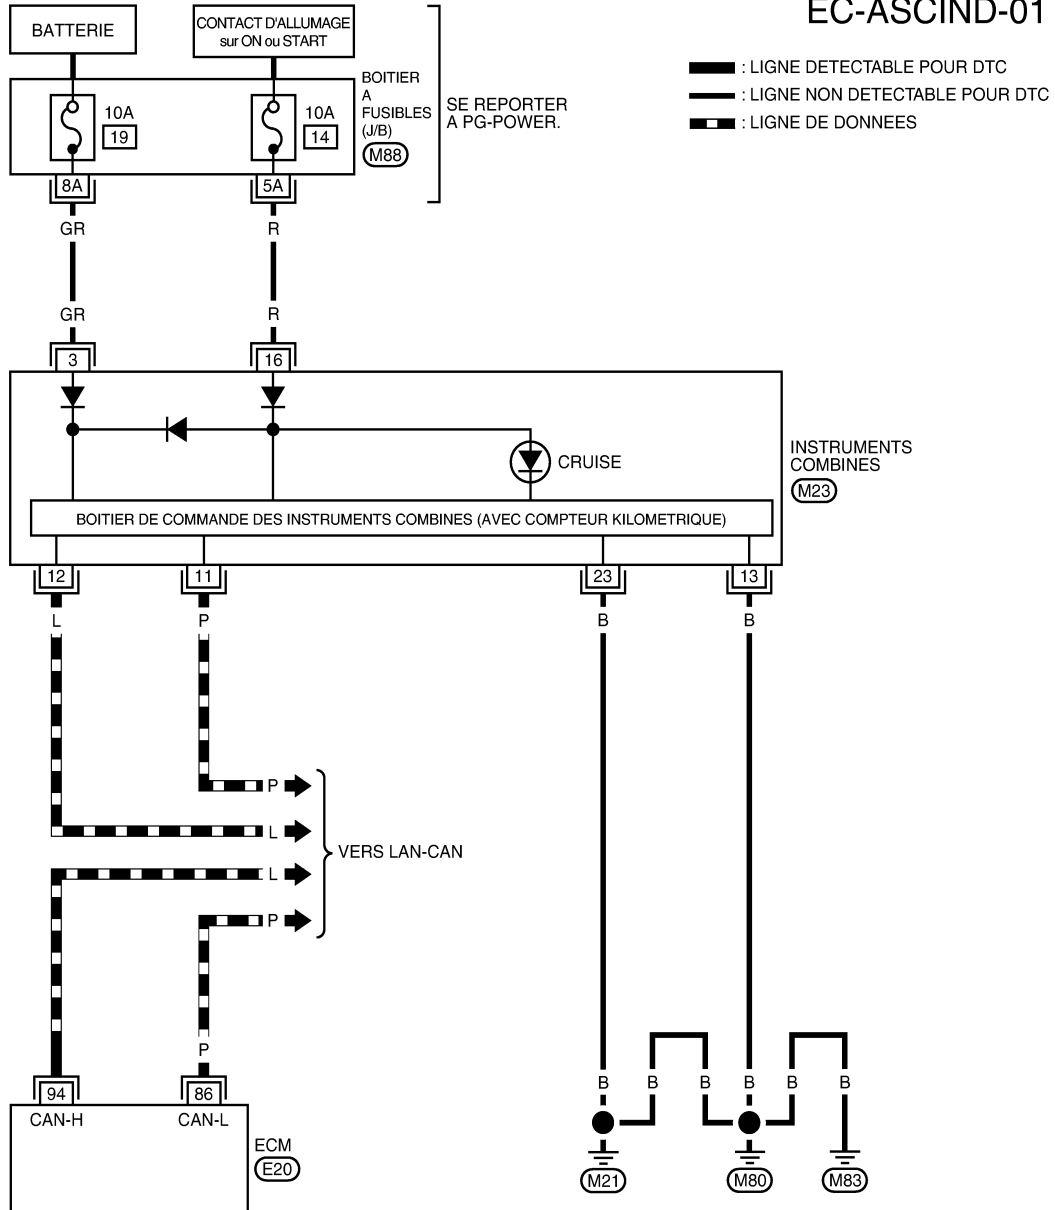 EC-ASCIND-01
BATTERIE
CONTACT D'ALLUMAGE
sur ON ou START
: LIGNE DETECTABLE POUR DTC
: LIGNE NON DETECTABLE POUR DTC
: LIGNE DE DONNEES
10A
19
10A
14
BOITIER
A
FUSIBLES
(J/B)
M88
SE REPORTER
A PG-POWER.
8A
5A
GR
R
GR
R
3
16
CRUISE
INSTRUMENTS
COMBINES
M23
BOITIER DE COMMANDE DES INSTRUMENTS COMBINES (AVEC COMPTEUR KILOMETRIQUE)
12
11
23
13
L
P
B
B
P
L
VERS LAN-CAN
L
P
P
94
86
CAN-H
CAN-L
ECM
E20
B
B
B
B
B
B
M21
M80
M83